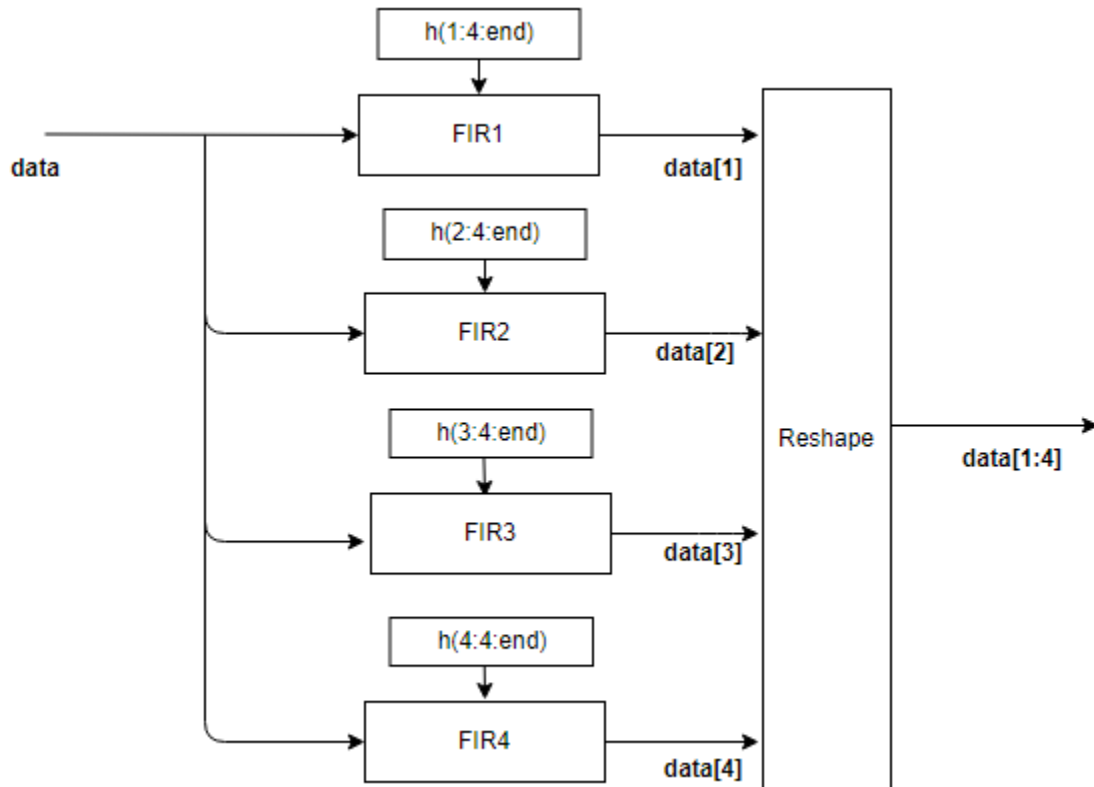 h(1:4:end)
FIR1
data
data[1]
h(2:4:end)
FIR2
data[2]
h(3:4:end)
Reshape
data[1:4]
FIR3
data[3]
h(4:4:end)
FIR4
data[4]